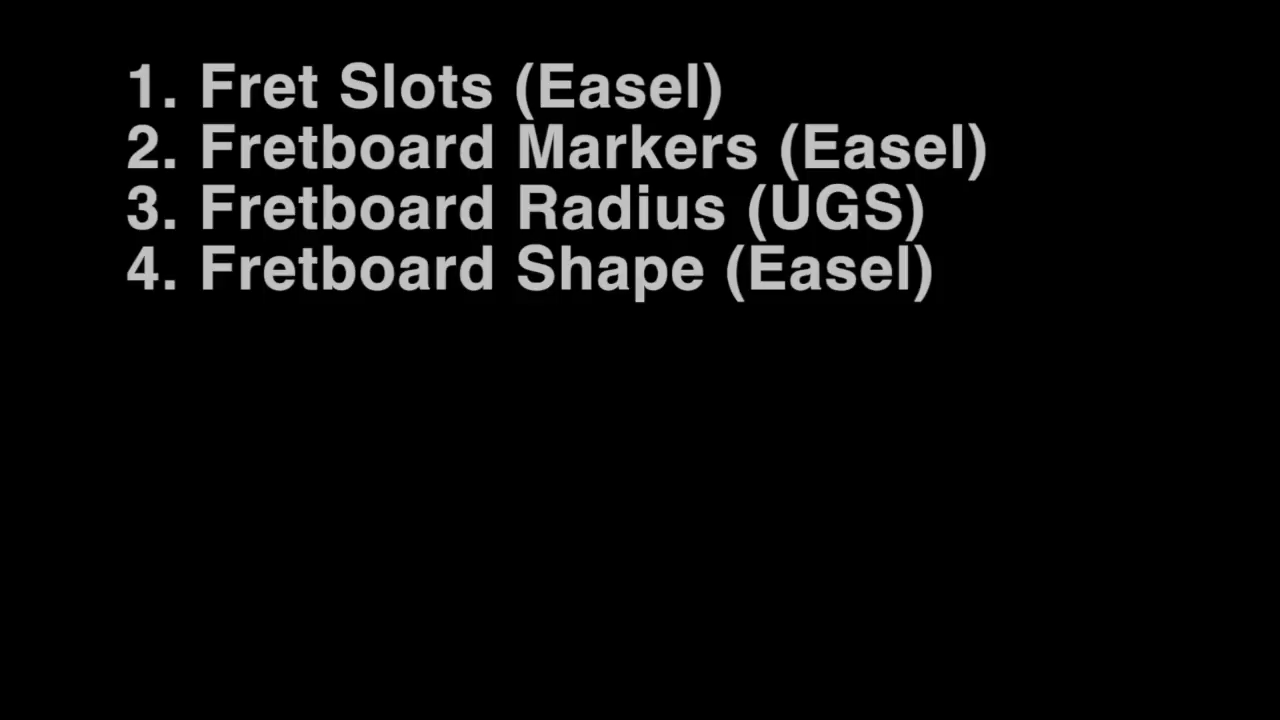 1. Fret Slots (Easel)
2. Fretboard Markers (Easel)
3. Fretboard Radius (UGS)
4. Fretboard Shape (Easel)